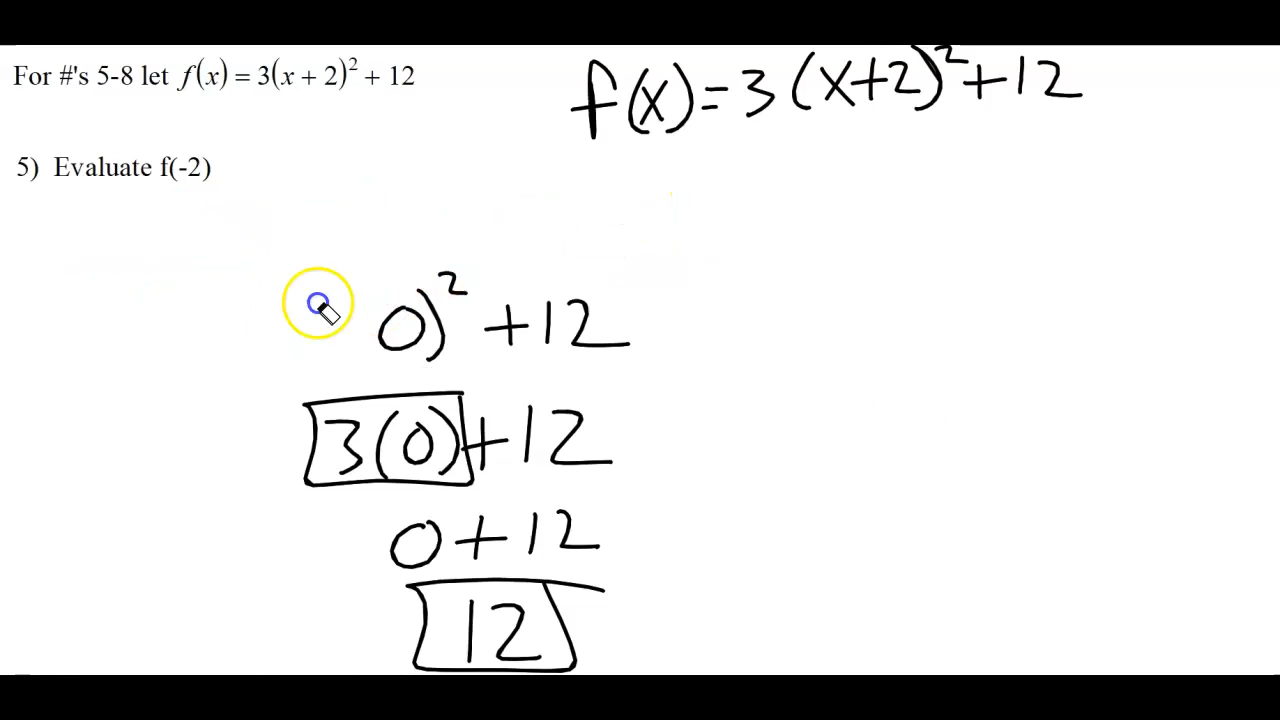 For #'s 5-8 let f(x) = 3(x + 2)² + 12
f(x)=3(x+2)²+12
5) Evaluate f(-2)
0)² +12
3(0)+12
0+12
12